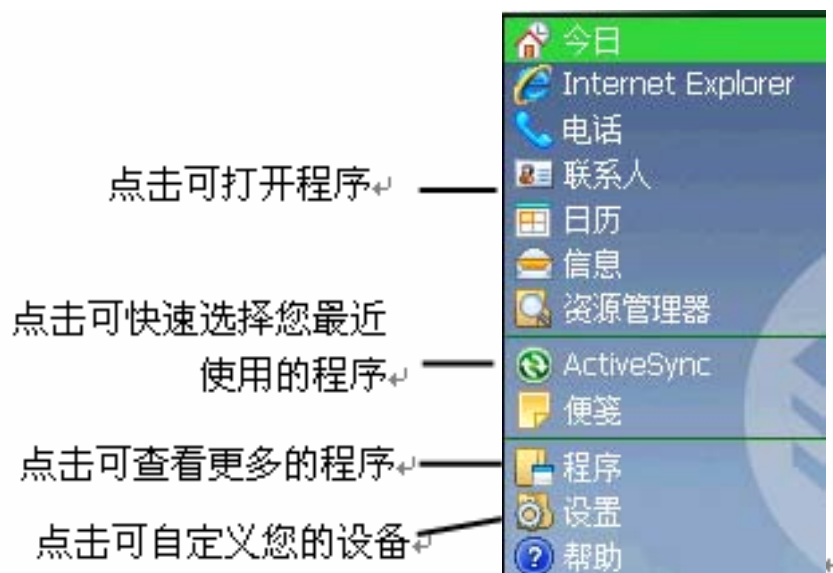 今日
Internet Explorer
电话
点击可打开程序
联系人
日历
信息
点击可快速选择您最近
资源管理器
使用的程序
ActiveSync
便笺
点击可查看更多的程序
程序
点击可自定义您的设备
设置
帮助